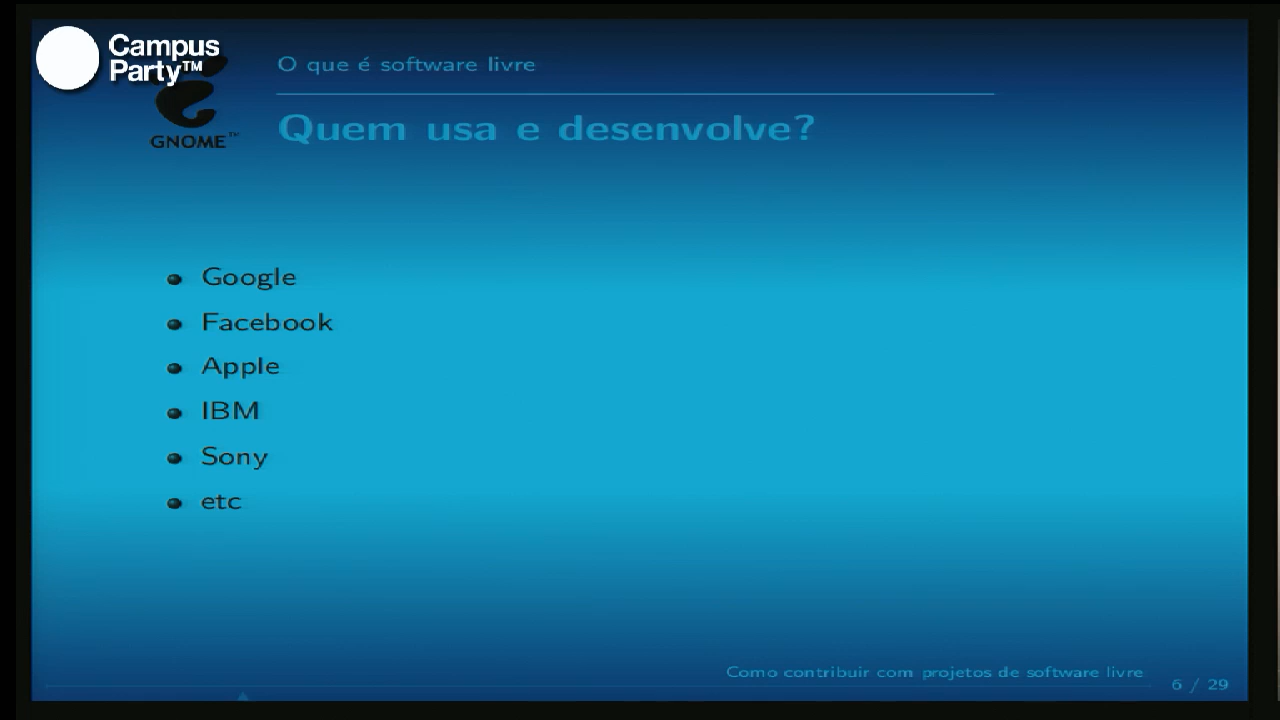 Campus
Party™
GNOME™
O que é software livre
Quem usa e desenvolve?
Google
Facebook
Apple
IBM
Sony
etc
Como contribuir com projetos de software livre
6 / 29